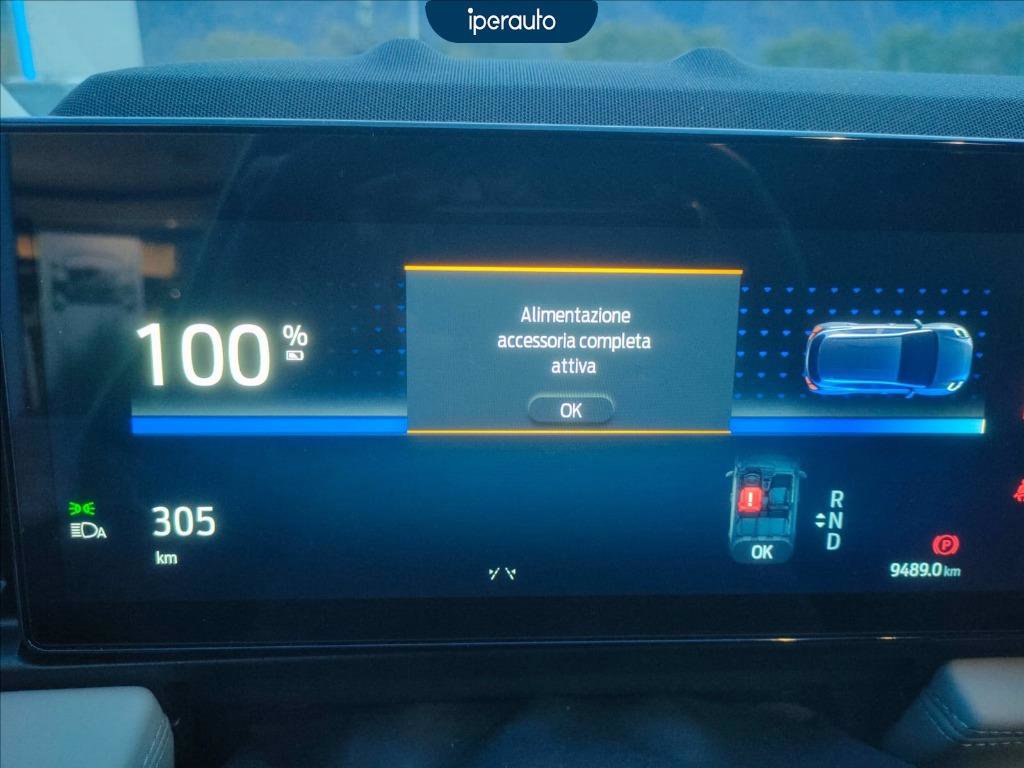 iperauto
100 %
Alimentazione
accessoria completa
attiva
OK
305
km
A
OK
R
N
D
P
9489.0 km